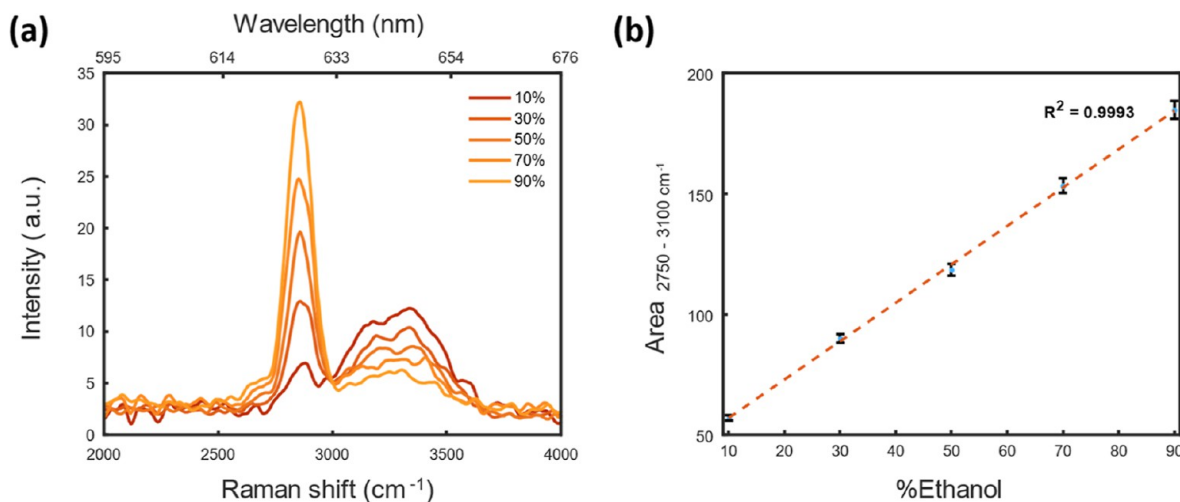 (a)
Wavelength (nm)
595 614 633 654 676
35
30
25
20
15
10
5
0
Intensity ( a.u.)
10%
30%
50%
70%
90%
2000 2500 3000 3500 4000
Raman shift (cm⁻¹)
(b)
200
150
100
50
Area 2750 - 3100 cm⁻¹
R² = 0.9993
10 20 30 40 50 60 70 80 90
%Ethanol